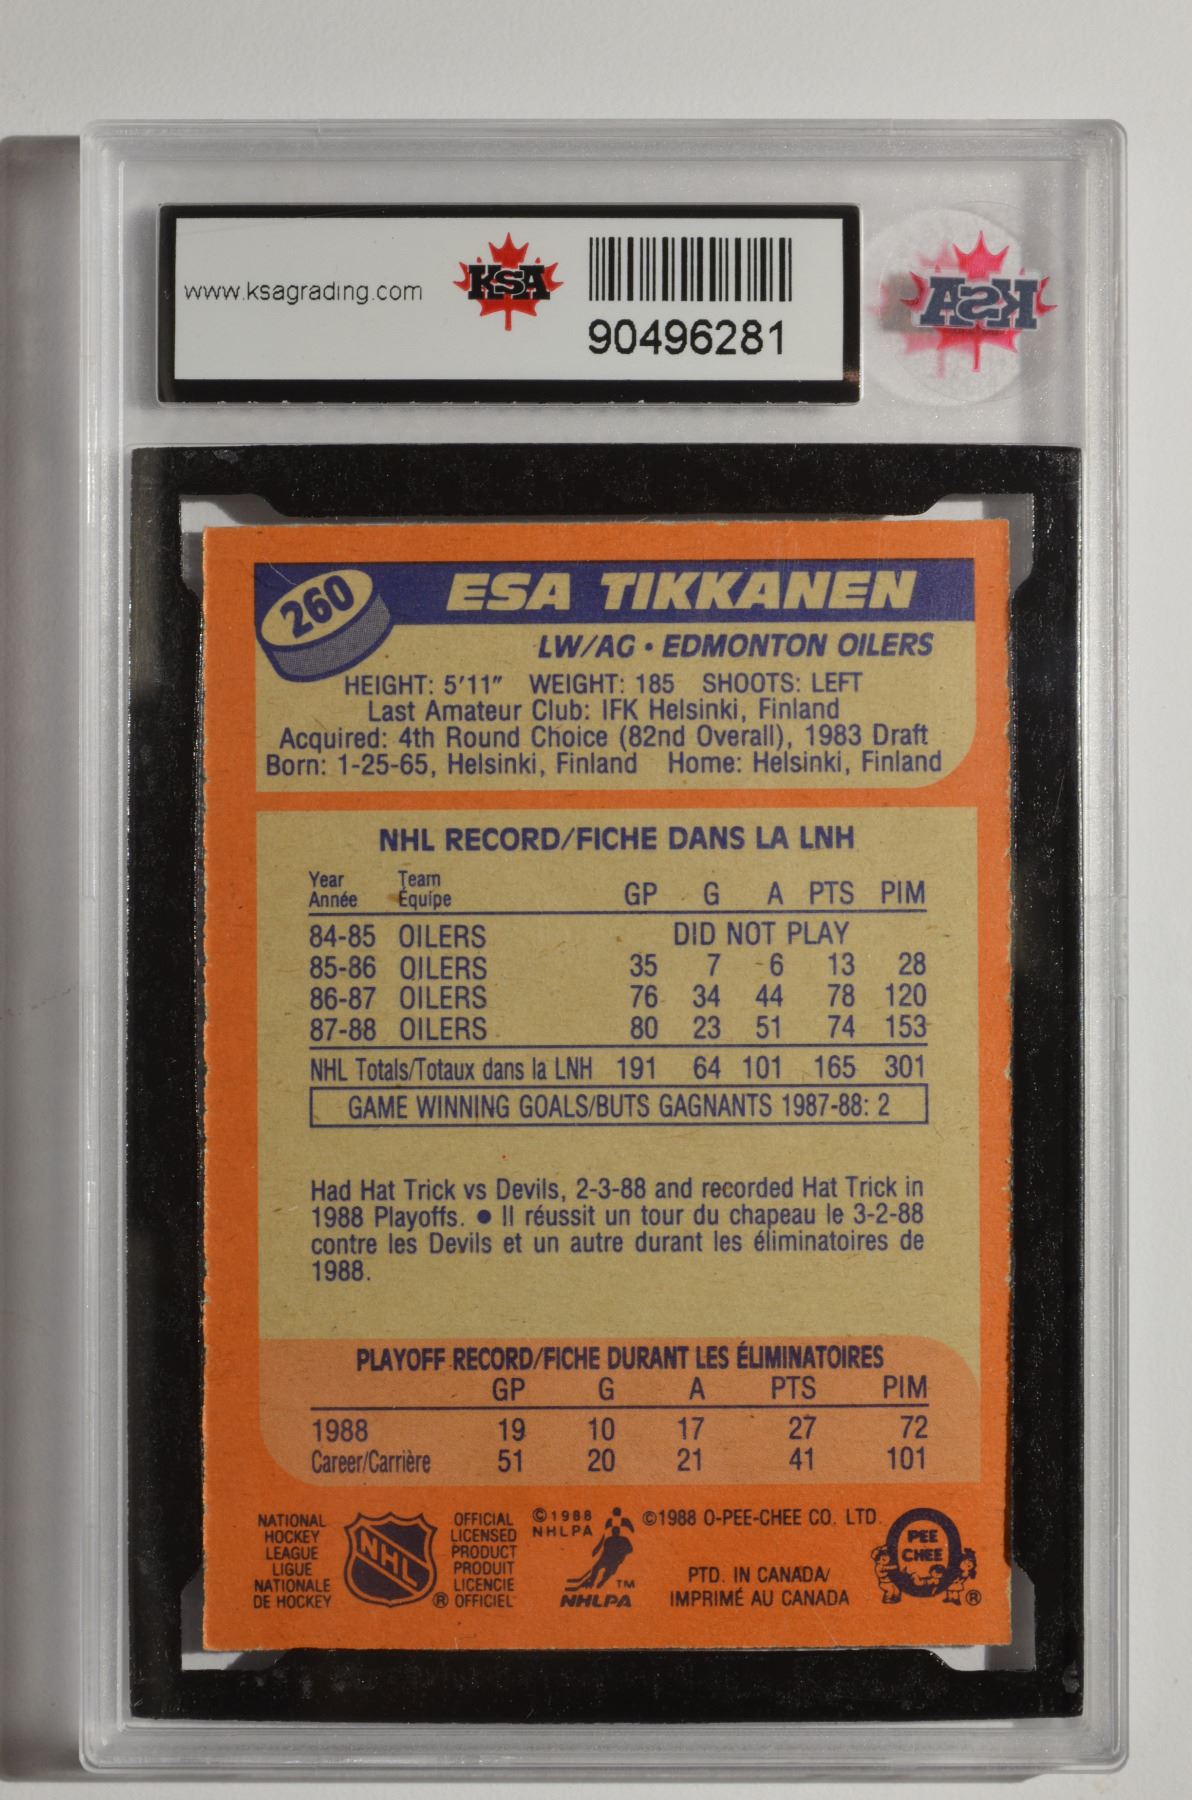 www.ksagrading.com
KSA
90496281
KSA
260
ESA TIKKANEN
LW/AG • EDMONTON OILERS
HEIGHT: 5'11" WEIGHT: 185 SHOOTS: LEFT
Last Amateur Club: IFK Helsinki, Finland
Acquired: 4th Round Choice (82nd Overall), 1983 Draft
Born: 1-25-65, Helsinki, Finland Home: Helsinki, Finland
NHL RECORD/FICHE DANS LA LNH
Year Team
Année Équipe GP G A PTS PIM
84-85 OILERS DID NOT PLAY
85-86 OILERS 35 7 6 13 28
86-87 OILERS 76 34 44 78 120
87-88 OILERS 80 23 51 74 153
NHL Totals/Totaux dans la LNH 191 64 101 165 301
GAME WINNING GOALS/BUTS GAGNANTS 1987-88: 2
Had Hat Trick vs Devils, 2-3-88 and recorded Hat Trick in
1988 Playoffs. ● Il réussit un tour du chapeau le 3-2-88
contre les Devils et un autre durant les éliminatoires de
1988.
PLAYOFF RECORD/FICHE DURANT LES ÉLIMINATOIRES
GP G A PTS PIM
1988 19 10 17 27 72
Career/Carrière 51 20 21 41 101
NATIONAL
HOCKEY
LEAGUE
LIGUE
NATIONALE
DE HOCKEY
NHL
®
OFFICIAL
LICENSED
PRODUCT
PRODUIT
LICENCIE
OFFICIEL
©1988
NHLPA
TM
NHLPA
©1988 O-PEE-CHEE CO. LTD.
PTD. IN CANADA/
IMPRIMÉ AU CANADA
PEE
CHEE
®